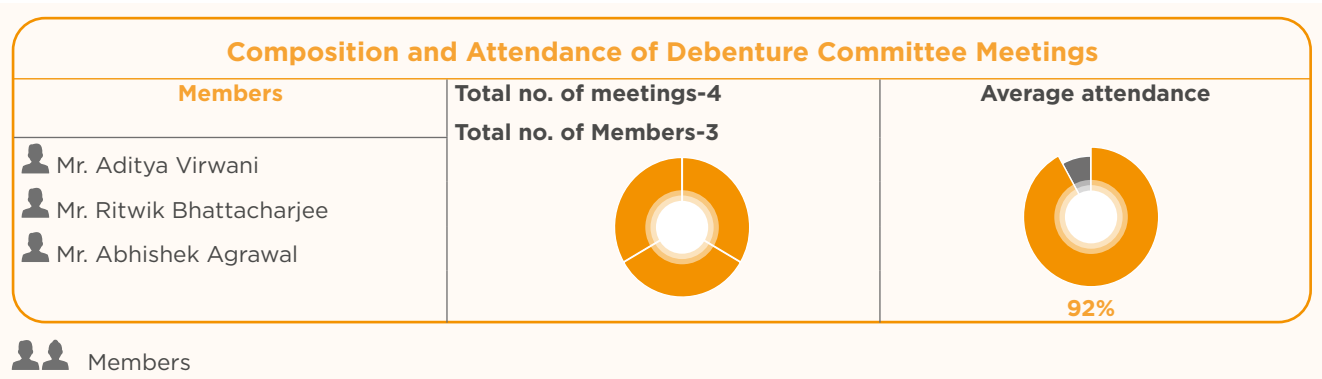 Composition and Attendance of Debenture Committee Meetings
Members
Mr. Aditya Virwani
Mr. Ritwik Bhattacharjee
Mr. Abhishek Agrawal
Total no. of meetings-4
Total no. of Members-3
Average attendance
92%
Members